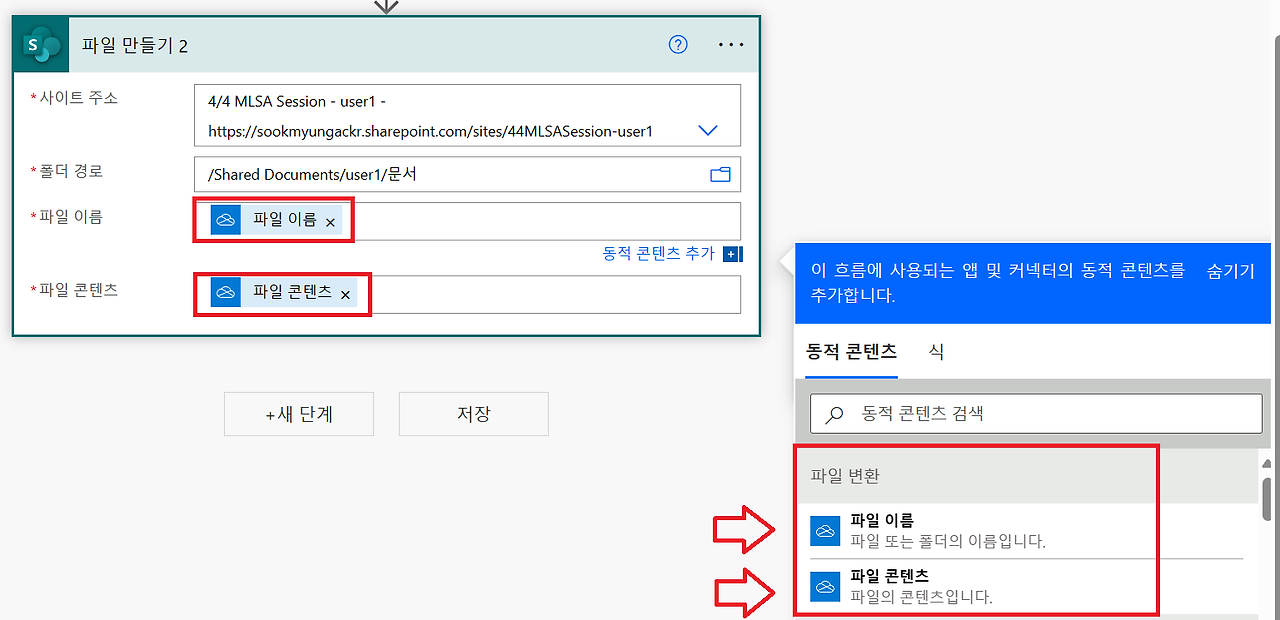 S 파일 만들기 2
? ...
*사이트 주소
4/4 MLSA Session - user1 -
https://sookmyungackr.sharepoint.com/sites/44MLSASession-user1
*폴더 경로
/Shared Documents/user1/문서
*파일 이름
파일 이름 ×
동적 콘텐츠 추가 +
*파일 콘텐츠
파일 콘텐츠 ×
+새 단계
저장
이 흐름에 사용되는 앱 및 커넥터의 동적 콘텐츠를 숨기기
추가합니다.
동적 콘텐츠 식
동적 콘텐츠 검색
파일 변환
파일 이름
파일 또는 폴더의 이름입니다.
파일 콘텐츠
파일의 콘텐츠입니다.